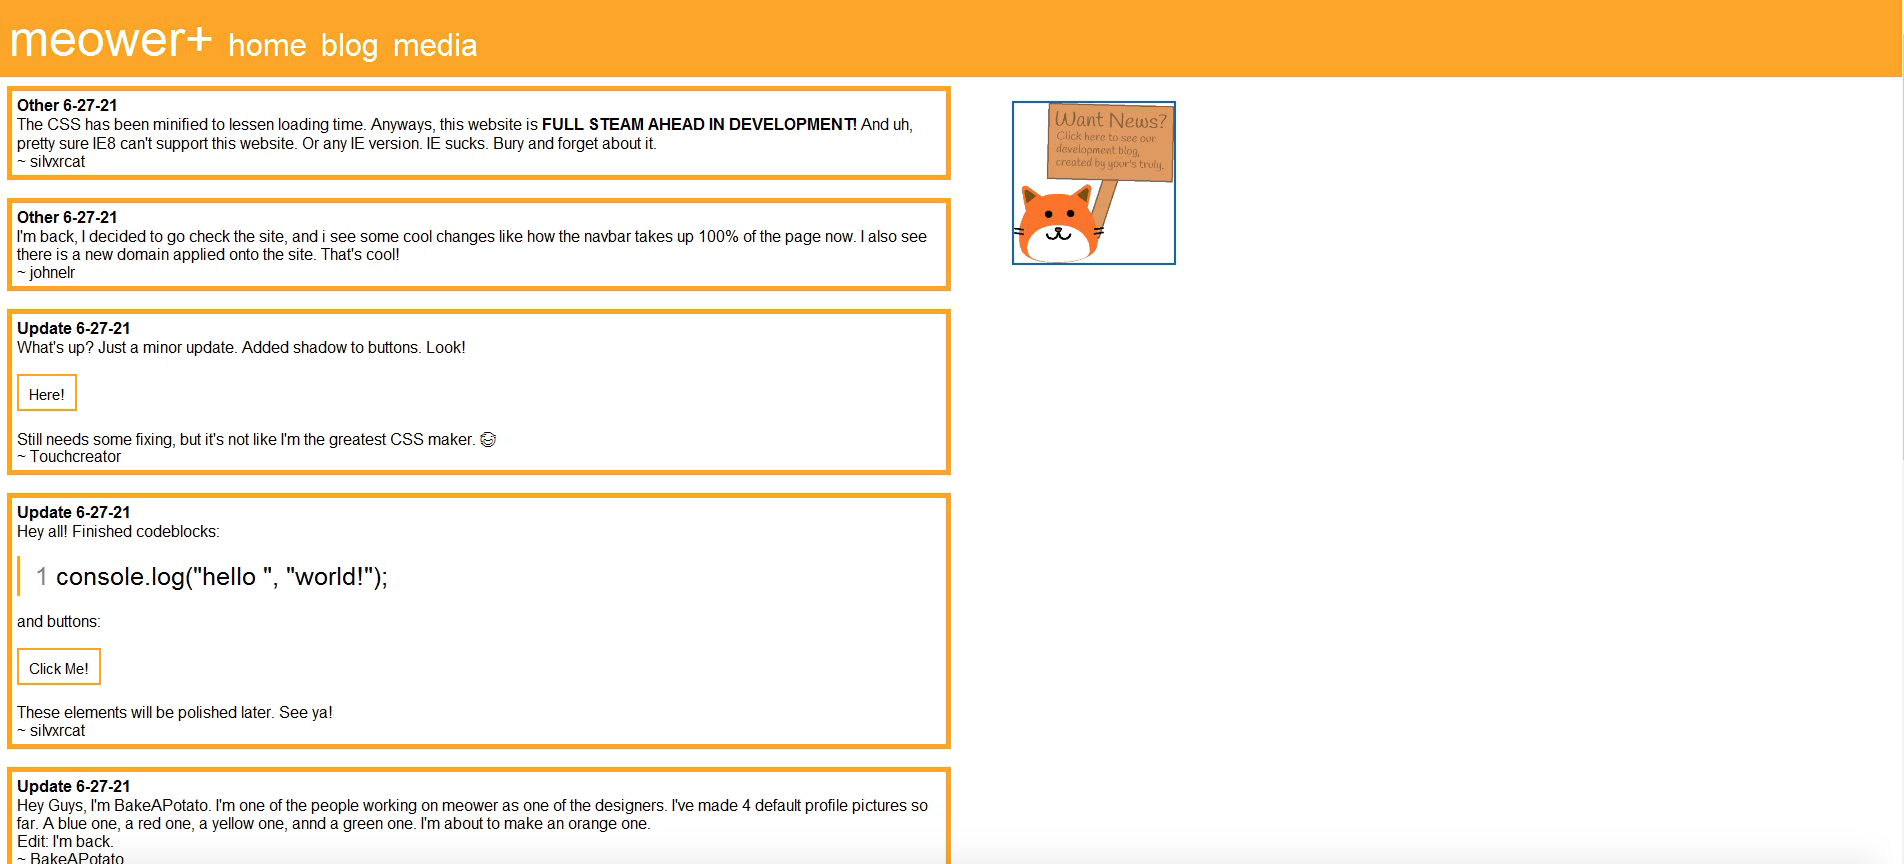 meower+ home blog media
Other 6-27-21
The CSS has been minified to lessen loading time. Anyways, this website is FULL STEAM AHEAD IN DEVELOPMENT! And uh,
pretty sure IE8 can't support this website. Or any IE version. IE sucks. Bury and forget about it.
~ silvxrcat
Other 6-27-21
I'm back, I decided to go check the site, and i see some cool changes like how the navbar takes up 100% of the page now. I also see
there is a new domain applied onto the site. That's cool!
~ johnelr
Update 6-27-21
What's up? Just a minor update. Added shadow to buttons. Look!
Here!
Still needs some fixing, but it's not like I'm the greatest CSS maker. 😅
~ Touchcreator
Update 6-27-21
Hey all! Finished codeblocks:
1 console.log("hello ", "world!");
and buttons:
Click Me!
These elements will be polished later. See ya!
~ silvxrcat
Update 6-27-21
Hey Guys, I'm BakeAPotato. I'm one of the people working on meower as one of the designers. I've made 4 default profile pictures so
far. A blue one, a red one, a yellow one, annd a green one. I'm about to make an orange one.
Edit: I'm back.
~ BakeAPotato
Want News?
Click here to see our
development blog,
created by your's truly.